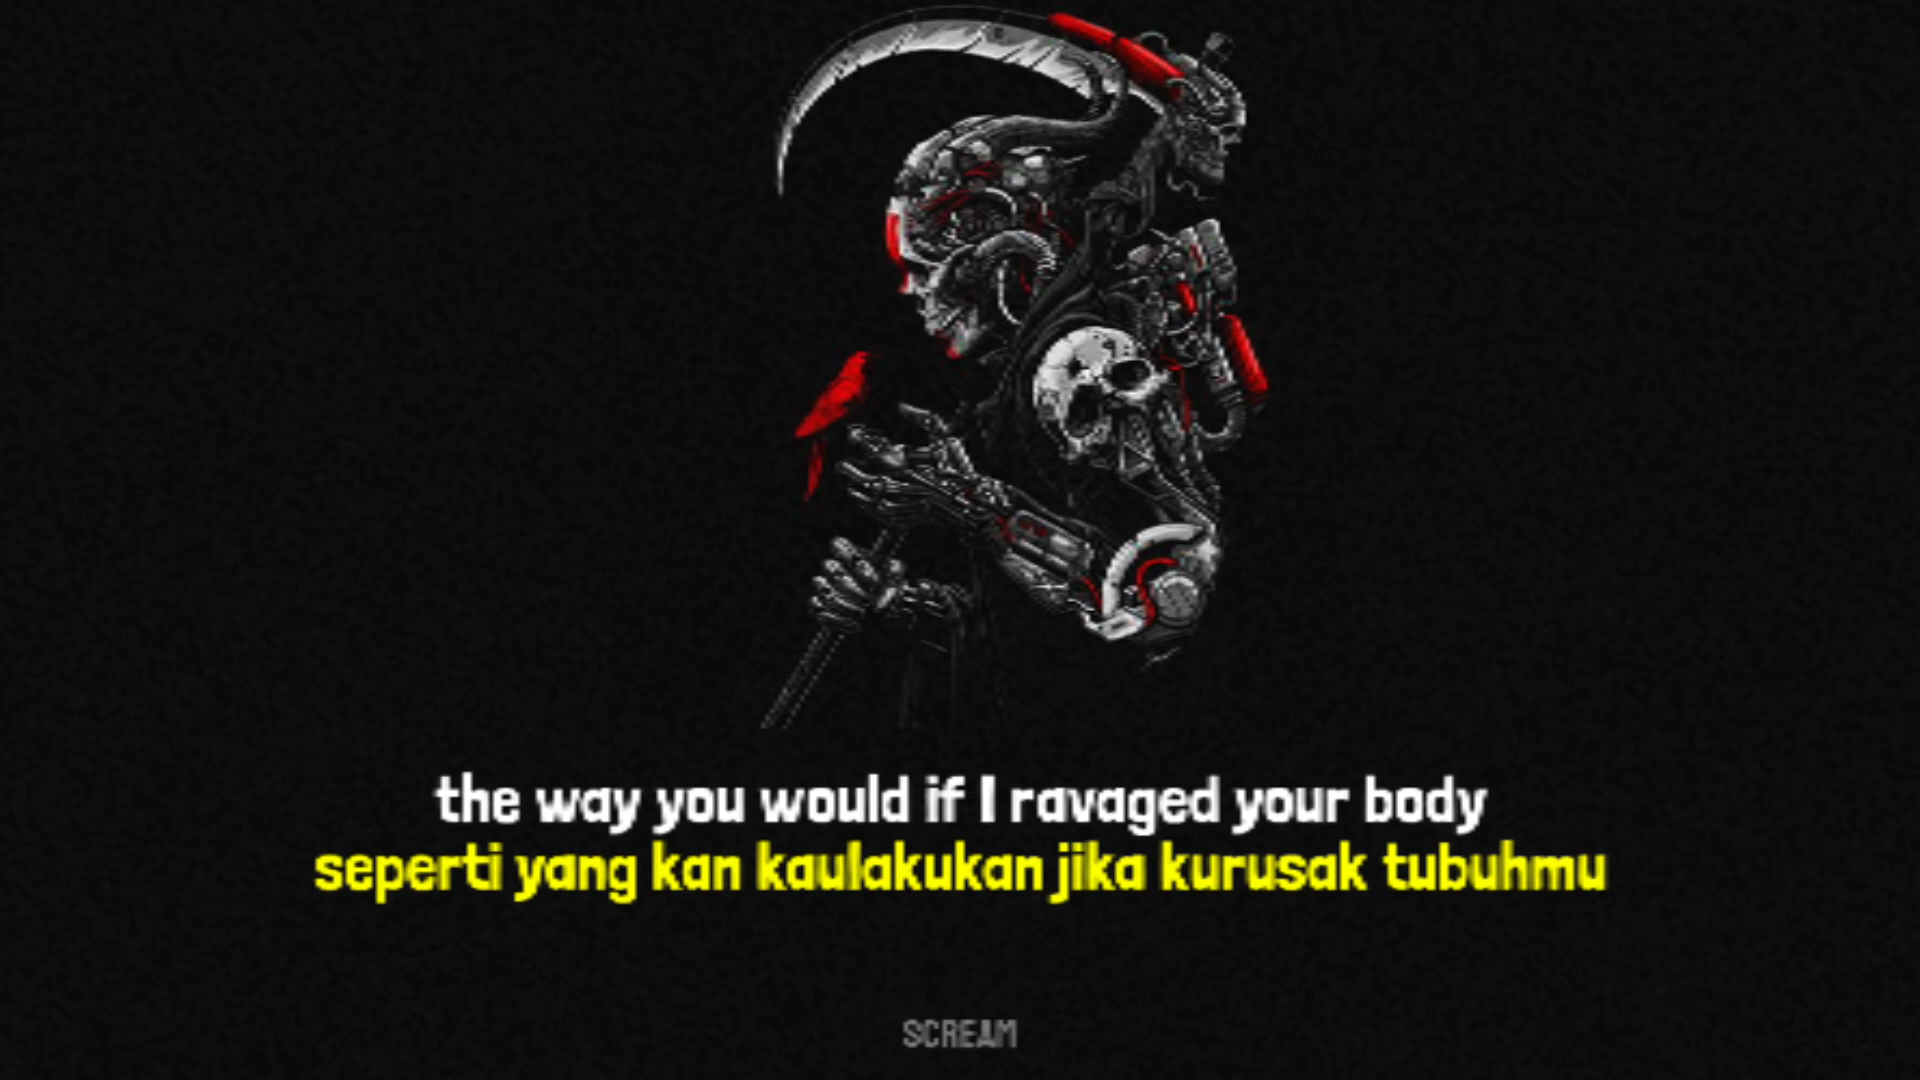 the way you would if I ravaged your body
seperti yang kan kaulakukan jika kurusak tubuhmu
SCREAM